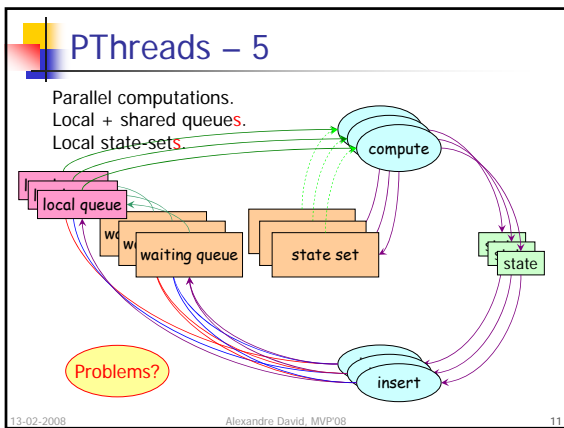 PThreads – 5
Parallel computations.
Local + shared queues.
Local state-sets.
compute
local queue
waiting queue
state set
state
Problems?
insert
13-02-2008
Alexandre David, MVP'08
11